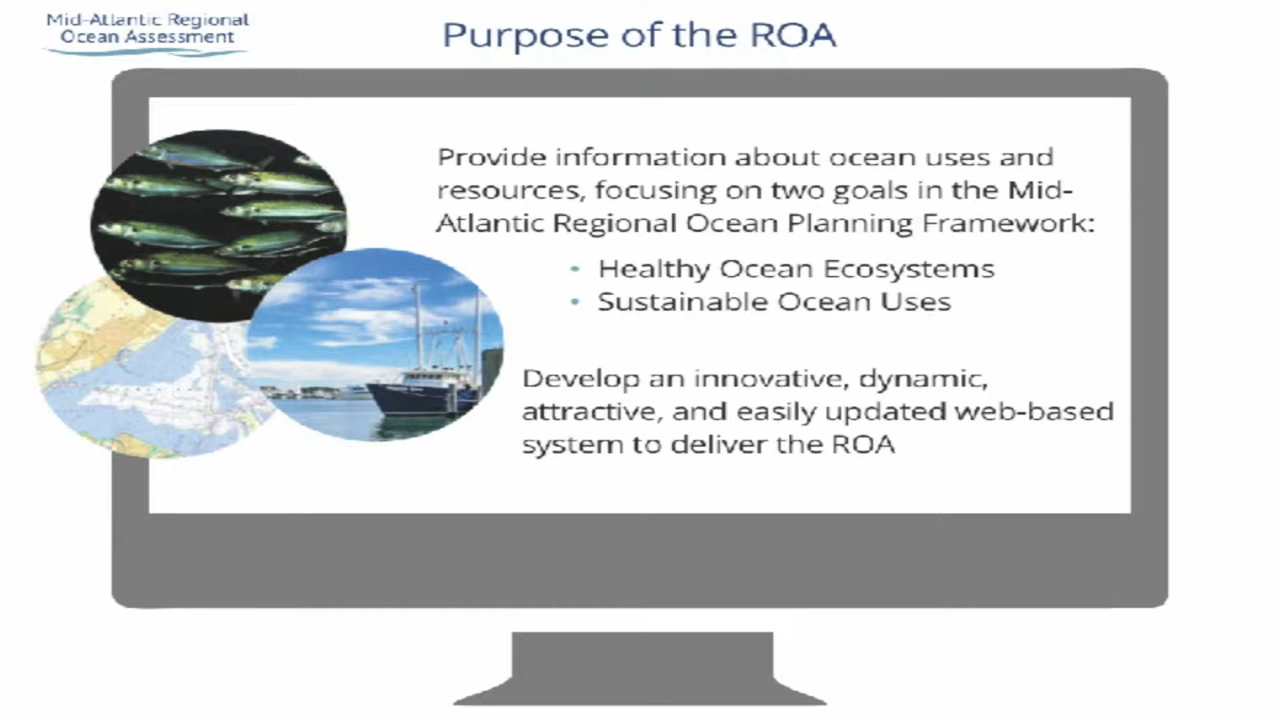 Mid-Atlantic Regional
Ocean Assessment
Purpose of the ROA
Provide information about ocean uses and
resources, focusing on two goals in the Mid-
Atlantic Regional Ocean Planning Framework:
• Healthy Ocean Ecosystems
• Sustainable Ocean Uses
Develop an innovative, dynamic,
attractive, and easily updated web-based
system to deliver the ROA